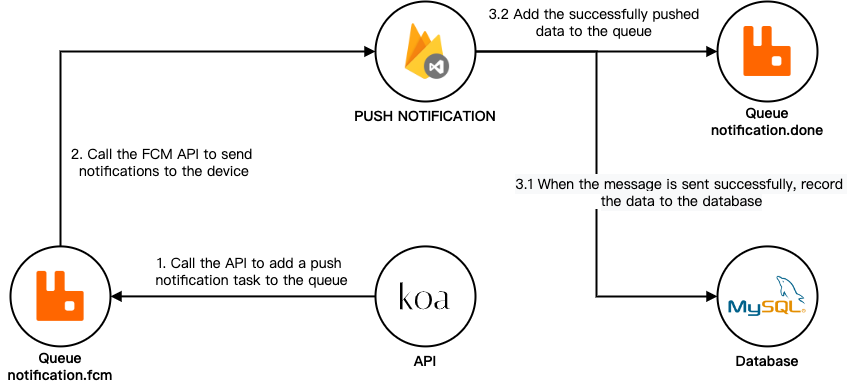 3.2 Add the successfully pushed
data to the queue
PUSH NOTIFICATION
Queue
notification.done
2. Call the FCM API to send
notifications to the device
3.1 When the message is sent successfully, record
the data to the database
1. Call the API to add a push
notification task to the queue
koa
MySQL®
Queue
notification.fcm
API
Database